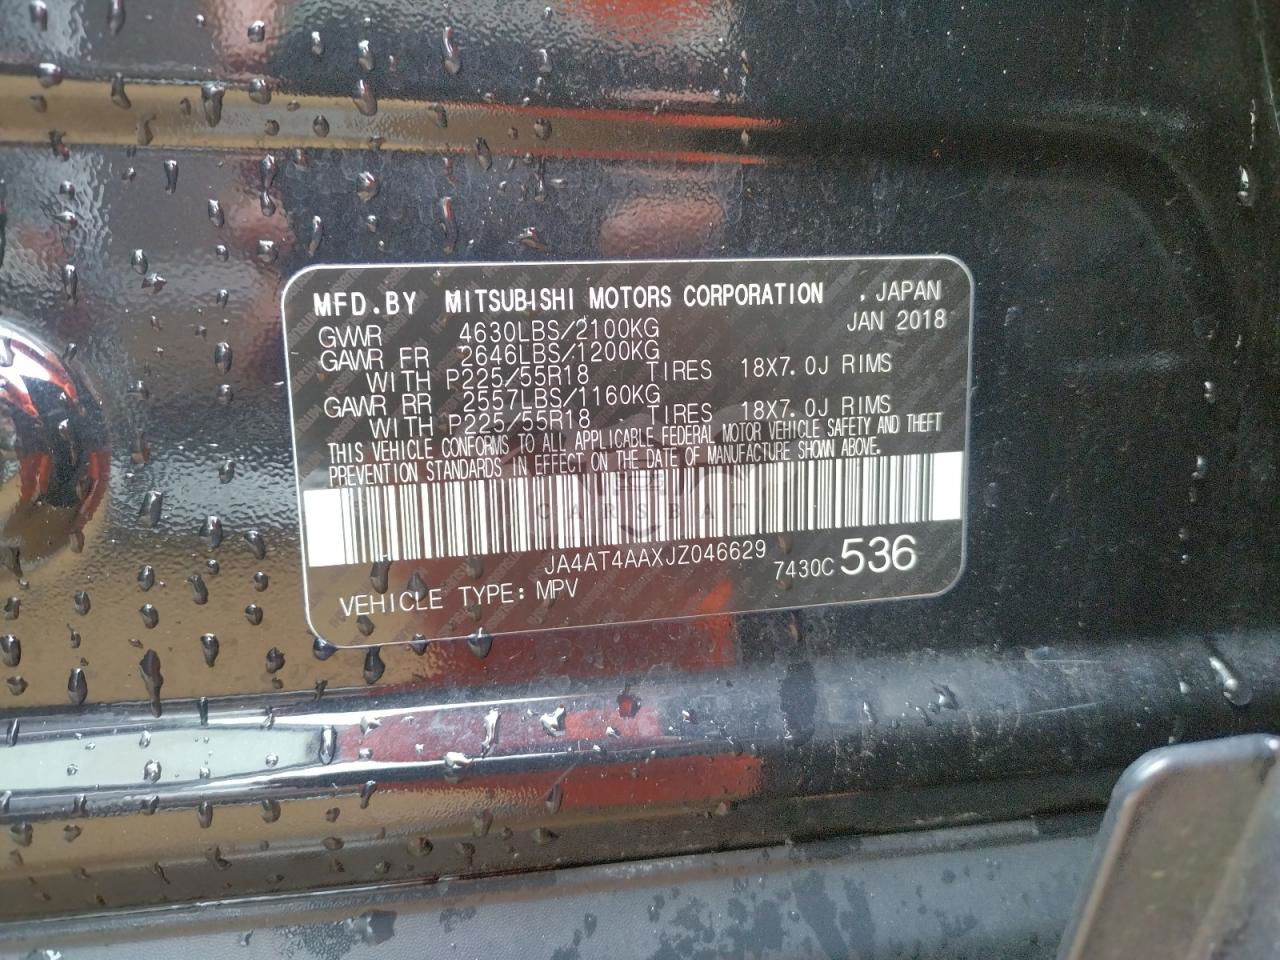 MFD.BY MITSUBISHI MOTORS CORPORATION , JAPAN
GVWR 4630LBS/2100KG JAN 2018
GAWR FR 2646LBS/1200KG
WITH P225/55R18 TIRES 18X7.0J RIMS
GAWR RR 2557LBS/1160KG
WITH P225/55R18 TIRES 18X7.0J RIMS
THIS VEHICLE CONFORMS TO ALL APPLICABLE FEDERAL MOTOR VEHICLE SAFETY AND THEFT
PREVENTION STANDARDS IN EFFECT ON THE DATE OF MANUFACTURE SHOWN ABOVE.
CARSBAT
JA4AT4AAXJZ046629 7430C 536
VEHICLE TYPE: MPV